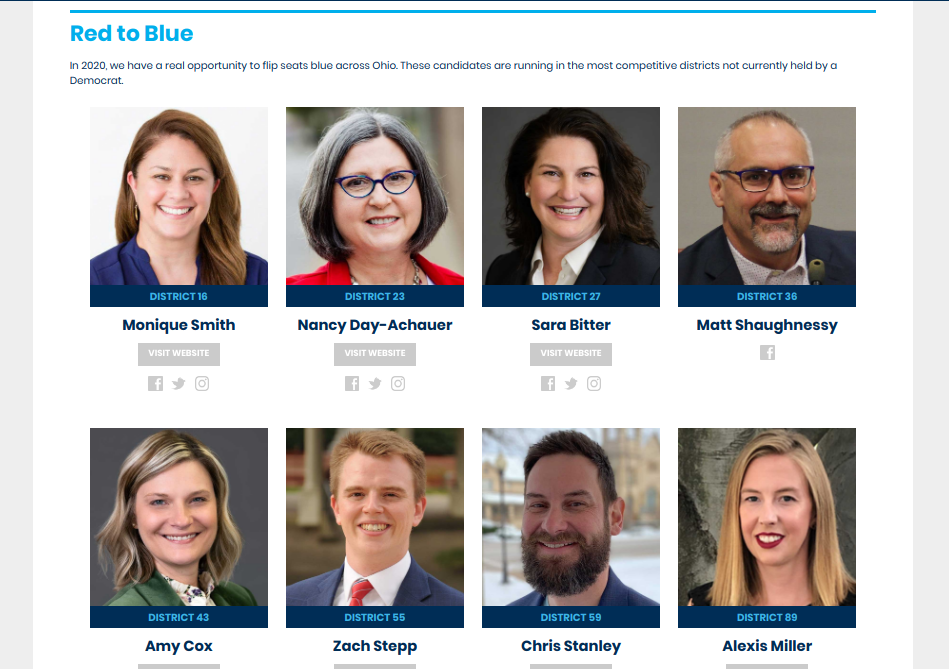 Red to Blue
In 2020, we have a real opportunity to flip seats blue across Ohio. These candidates are running in the most competitive districts not currently held by a
Democrat.
DISTRICT 16
DISTRICT 23
DISTRICT 27
DISTRICT 36
Monique Smith
Nancy Day-Achauer
Sara Bitter
Matt Shaughnessy
VISIT WEBSITE
VISIT WEBSITE
VISIT WEBSITE
DISTRICT 43
DISTRICT 55
DISTRICT 59
DISTRICT 89
Amy Cox
Zach Stepp
Chris Stanley
Alexis Miller